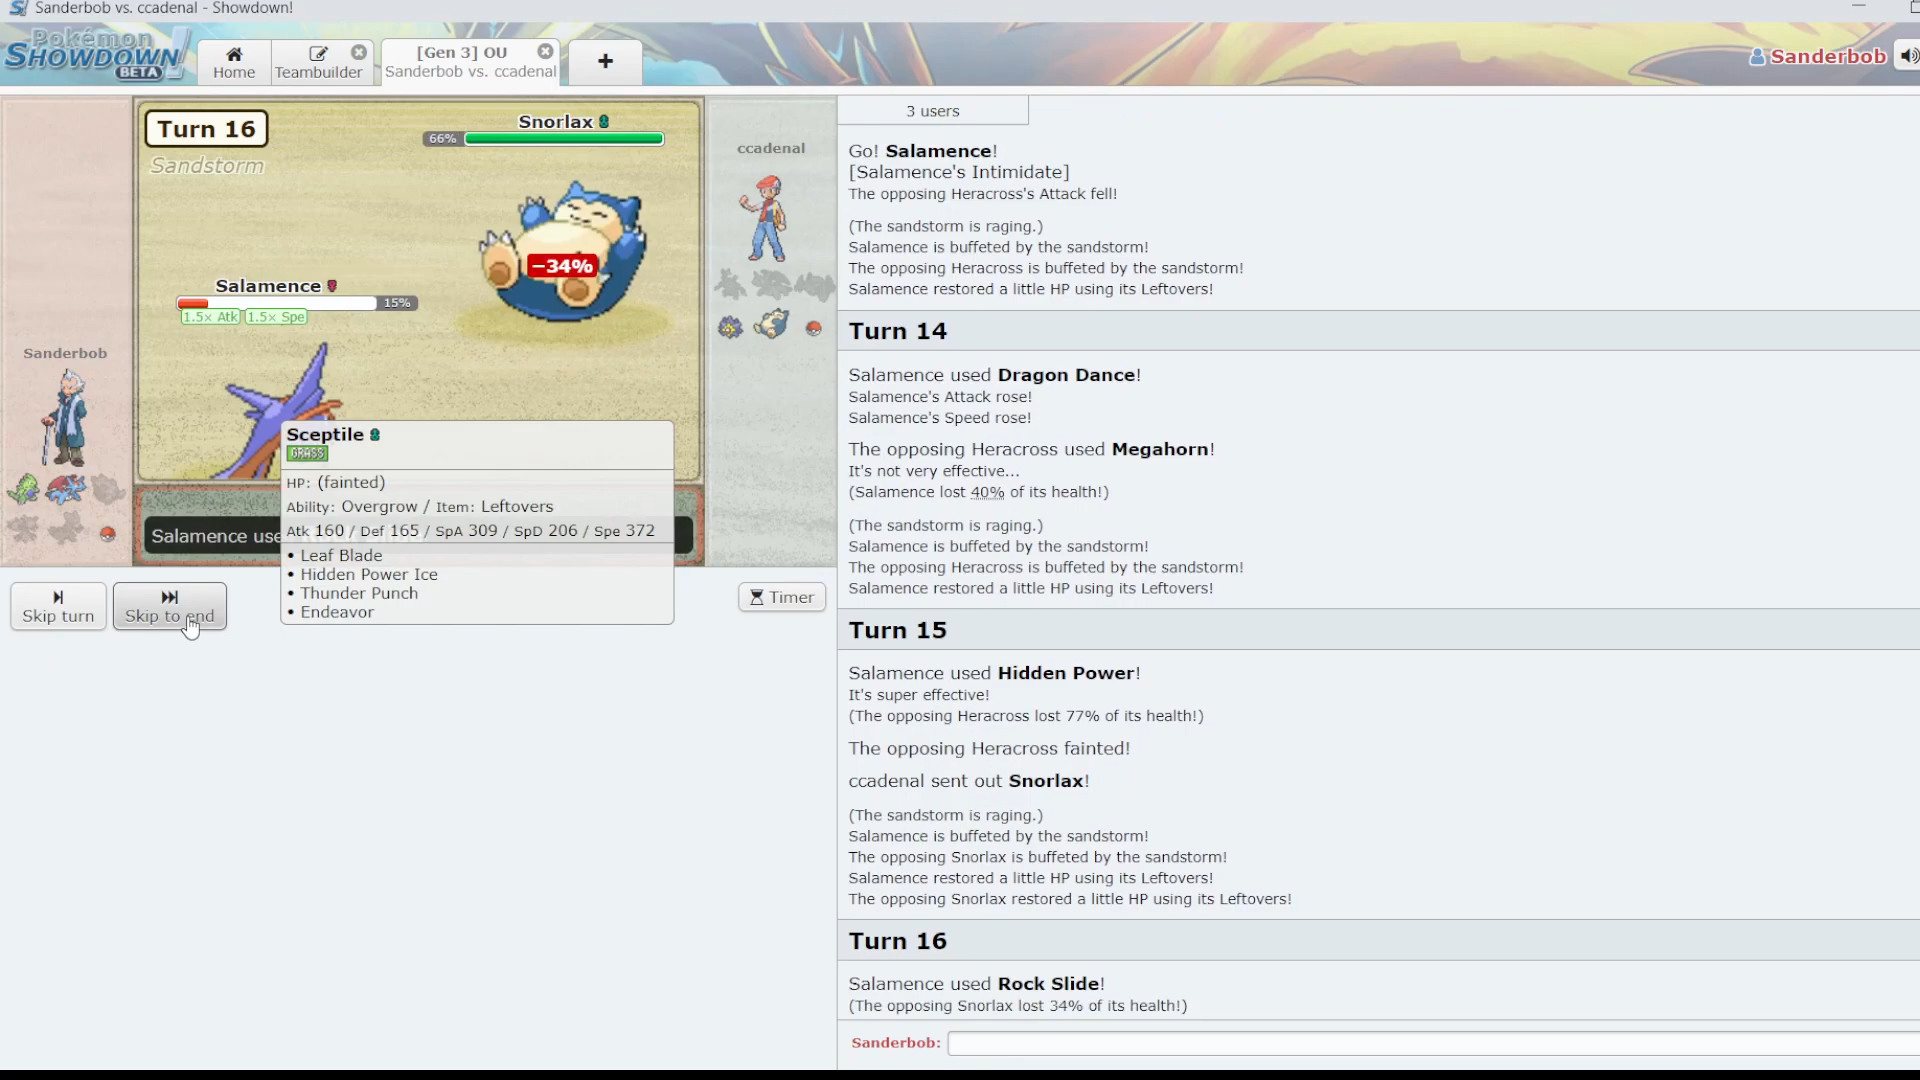 Sanderbob vs. ccadenal - Showdown!
Pokémon
SHOWDOWN!
BETA
Home
Teambuilder
[Gen 3] OU
Sanderbob vs. ccadenal
+
Sanderbob
Turn 16
Sandstorm
Snorlax
66%
−34%
Salamence
15%
1.5× Atk 1.5× Spe
Sanderbob
ccadenal
Sceptile
GRASS
HP: (fainted)
Ability: Overgrow / Item: Leftovers
Atk 160 / Def 165 / SpA 309 / SpD 206 / Spe 372
• Leaf Blade
• Hidden Power Ice
• Thunder Punch
• Endeavor
Salamence use
Skip turn
Skip to end
Timer
3 users
Go! Salamence!
[Salamence's Intimidate]
The opposing Heracross's Attack fell!
(The sandstorm is raging.)
Salamence is buffeted by the sandstorm!
The opposing Heracross is buffeted by the sandstorm!
Salamence restored a little HP using its Leftovers!
Turn 14
Salamence used Dragon Dance!
Salamence's Attack rose!
Salamence's Speed rose!
The opposing Heracross used Megahorn!
It's not very effective...
(Salamence lost 40% of its health!)
(The sandstorm is raging.)
Salamence is buffeted by the sandstorm!
The opposing Heracross is buffeted by the sandstorm!
Salamence restored a little HP using its Leftovers!
Turn 15
Salamence used Hidden Power!
It's super effective!
(The opposing Heracross lost 77% of its health!)
The opposing Heracross fainted!
ccadenal sent out Snorlax!
(The sandstorm is raging.)
Salamence is buffeted by the sandstorm!
The opposing Snorlax is buffeted by the sandstorm!
Salamence restored a little HP using its Leftovers!
The opposing Snorlax restored a little HP using its Leftovers!
Turn 16
Salamence used Rock Slide!
(The opposing Snorlax lost 34% of its health!)
Sanderbob: